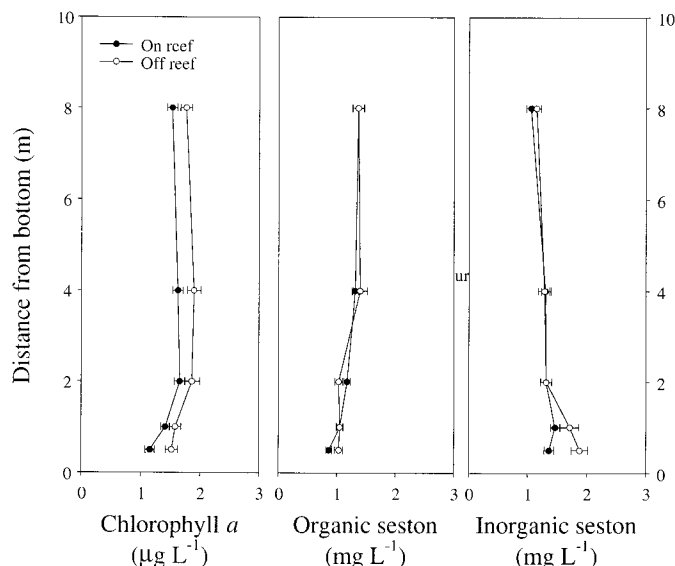 10
10
On reef
Off reef
8
8
Distance from bottom (m)
6
6
4
4
ur
2
2
0
0
0 1 2 3 0 1 2 3 0 1 2 3
Chlorophyll a
(µg L⁻¹)
Organic seston
(mg L⁻¹)
Inorganic seston
(mg L⁻¹)